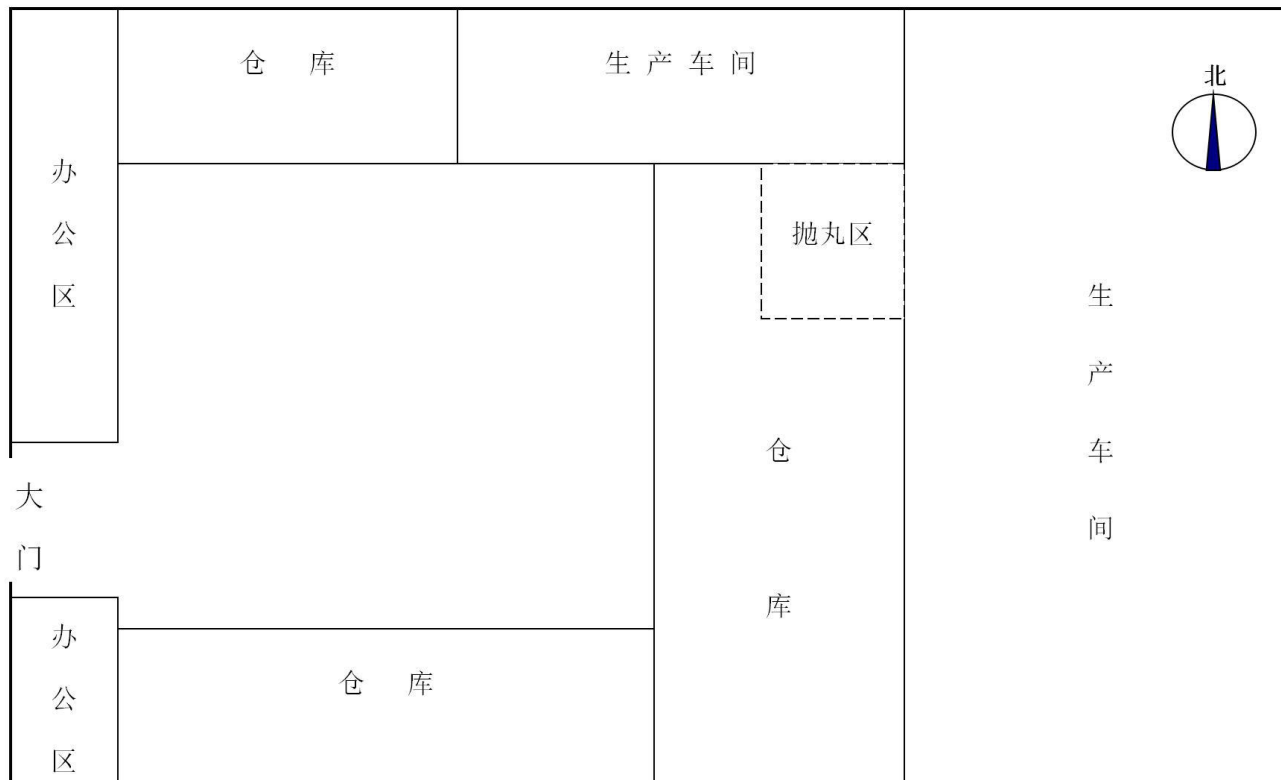 仓 库
生 产 车 间
北
办公区
抛丸区
生产车间
仓库
大门
办公区
仓 库